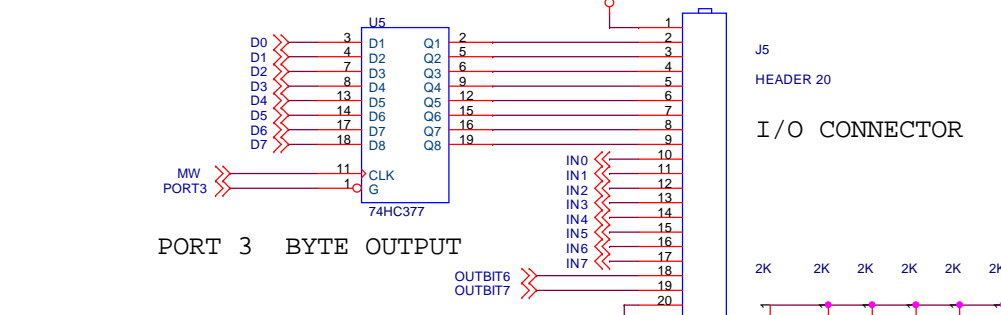 U5
D0 3 D1 Q1 2
D1 4 D2 Q2 5
D2 7 D3 Q3 6
D3 8 D4 Q4 9
D4 13 D5 Q5 12
D5 14 D6 Q6 15
D6 17 D7 Q7 16
D7 18 D8 Q8 19
MW 11 CLK
PORT3 1 G
74HC377
PORT 3 BYTE OUTPUT
1
2
3
4
5
6
7
8
9
IN0 10
IN1 11
IN2 12
IN3 13
IN4 14
IN5 15
IN6 16
IN7 17
OUTBIT6 18
OUTBIT7 19
20
J5
HEADER 20
I/O CONNECTOR
2K 2K 2K 2K 2K